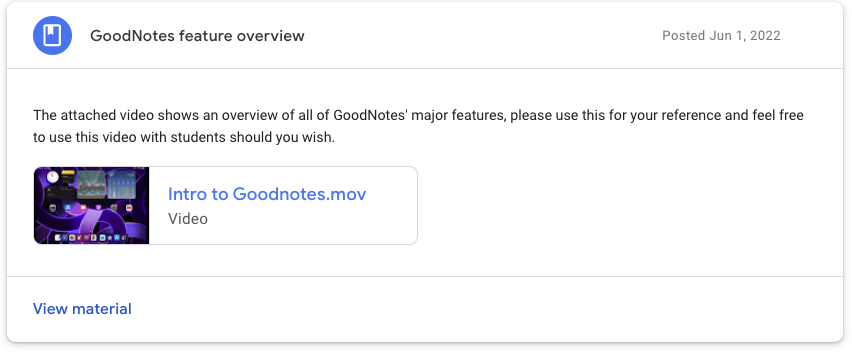 GoodNotes feature overview
Posted Jun 1, 2022
The attached video shows an overview of all of GoodNotes' major features, please use this for your reference and feel free
to use this video with students should you wish.
Intro to Goodnotes.mov
Video
View material